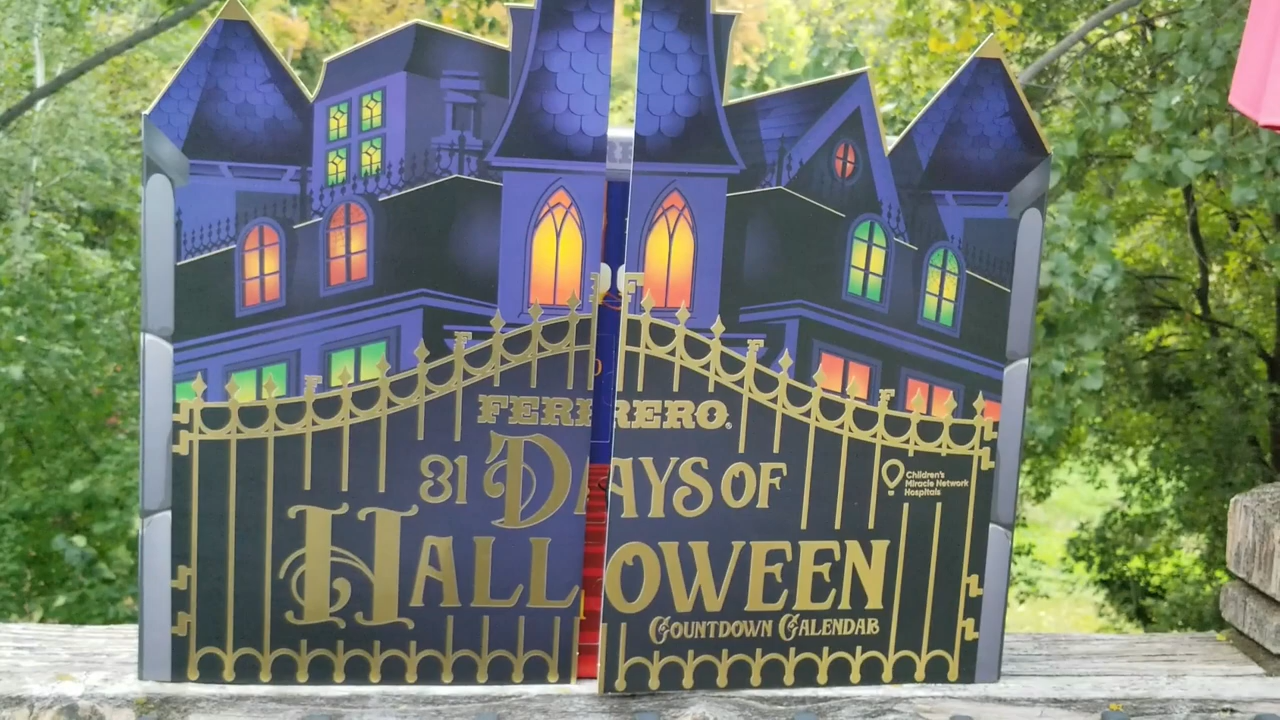 FERRERO®
31 DAYS OF
HALLOWEEN
COUNTDOWN CALENDAR
Children's
Miracle Network
Hospitals